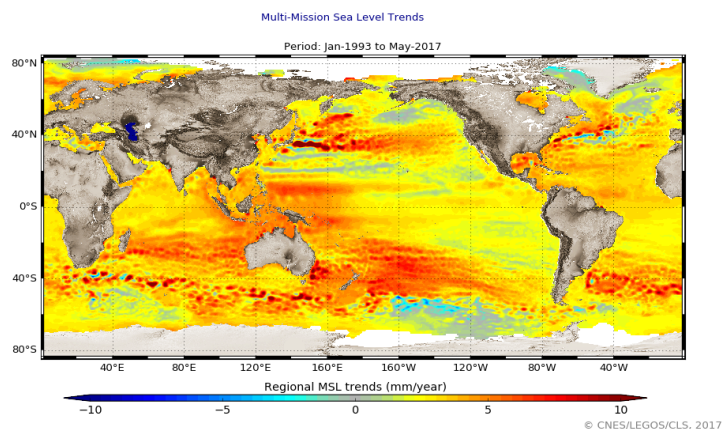 Multi-Mission Sea Level Trends
Period: Jan-1993 to May-2017
80°N
40°N
0°S
40°S
80°S
40°E 80°E 120°E 160°E 160°W 120°W 80°W 40°W
Regional MSL trends (mm/year)
−10 −5 0 5 10
© CNES/LEGOS/CLS, 2017